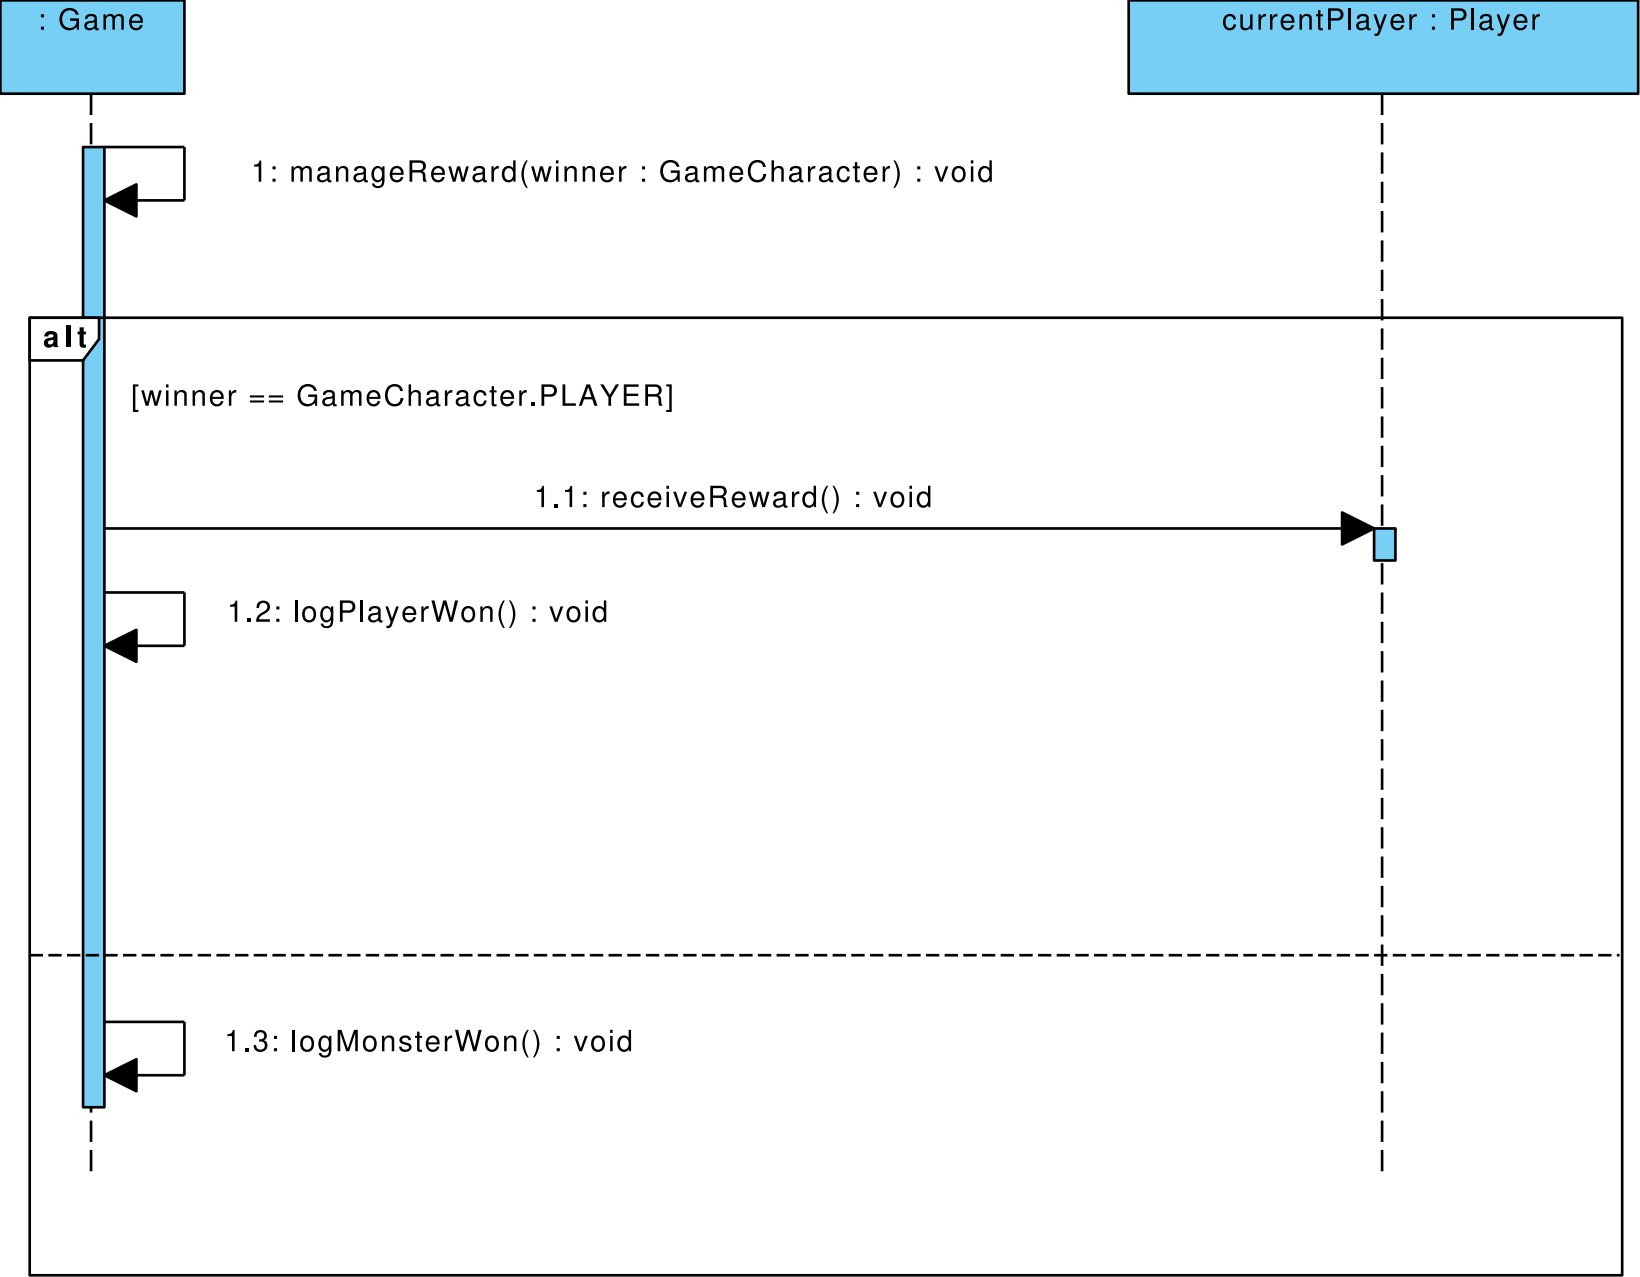 : Game
currentPlayer : Player
1: manageReward(winner : GameCharacter) : void
alt
[winner == GameCharacter.PLAYER]
1.1: receiveReward() : void
1.2: logPlayerWon() : void
1.3: logMonsterWon() : void